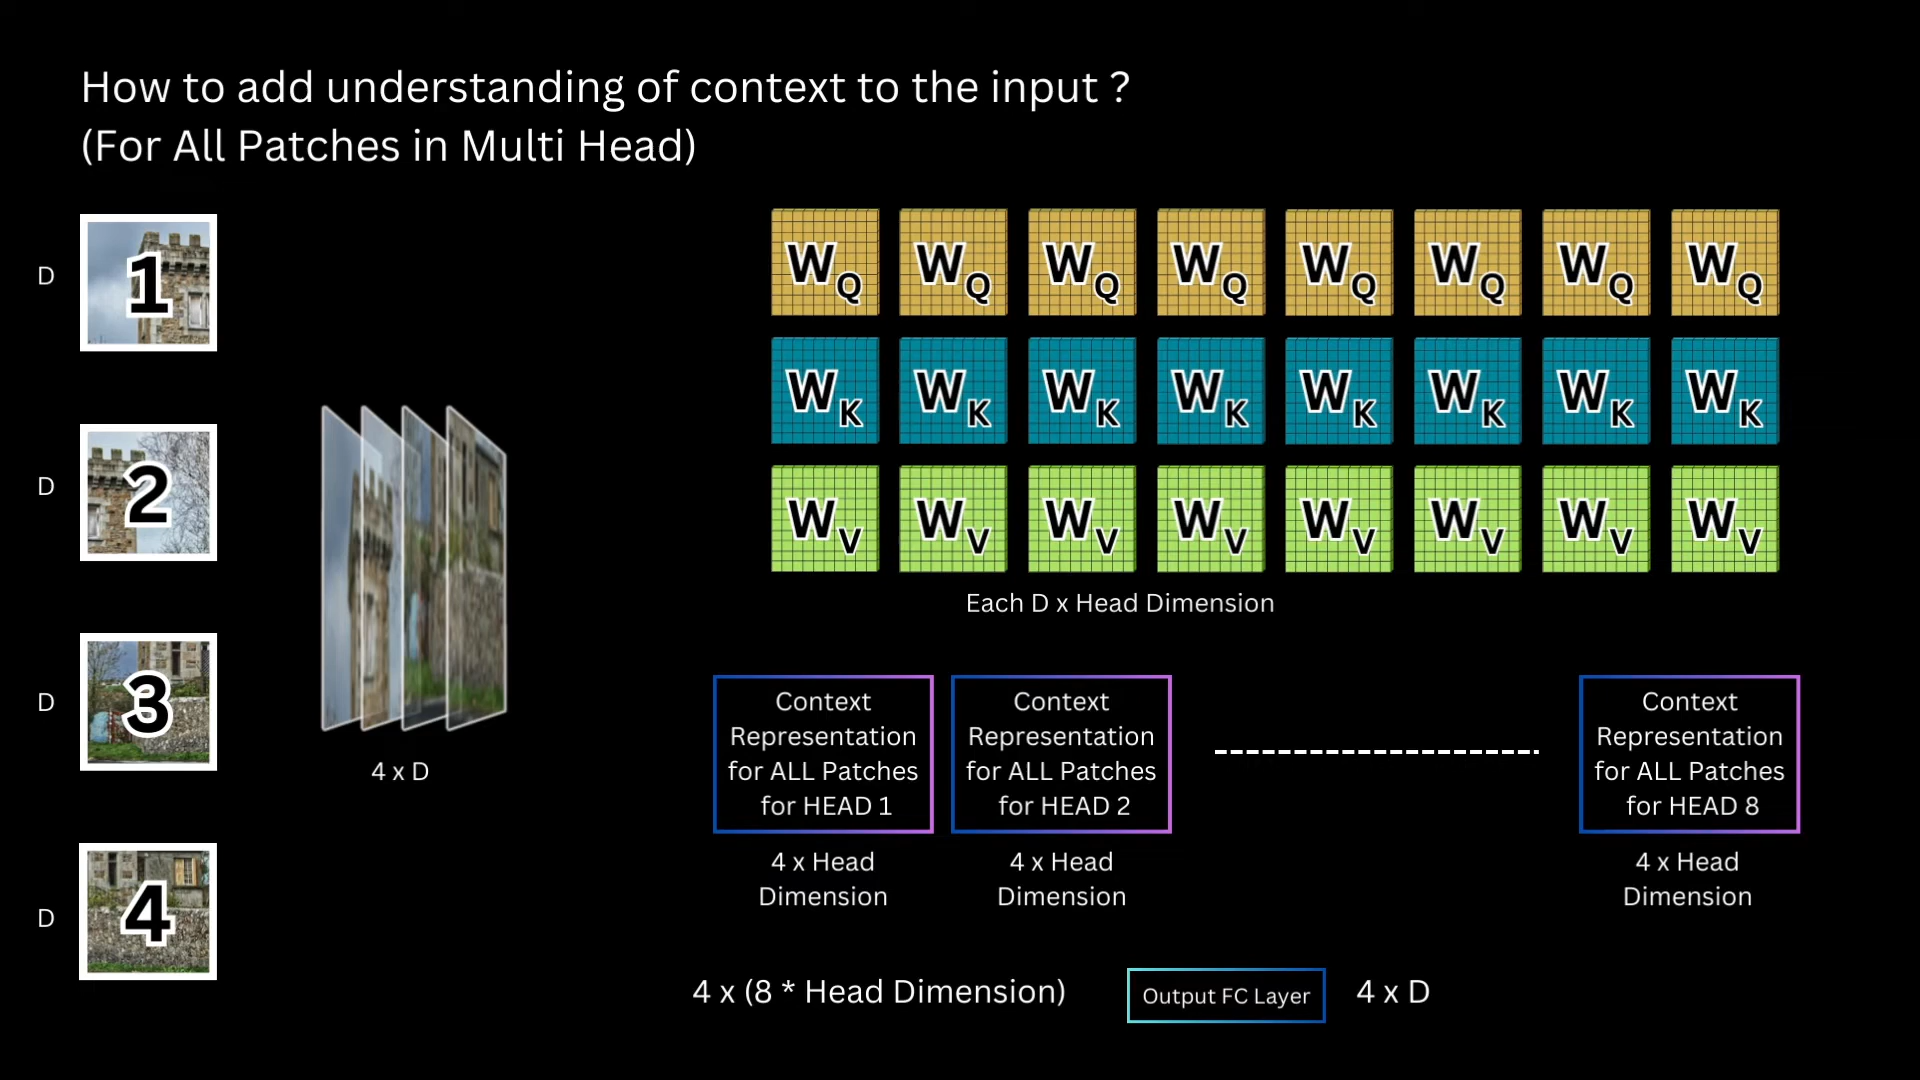 How to add understanding of context to the input ?
(For All Patches in Multi Head)
D
1
D
2
D
3
D
4
4 x D
WQ WQ WQ WQ WQ WQ WQ WQ
WK WK WK WK WK WK WK WK
WV WV WV WV WV WV WV WV
Each D x Head Dimension
Context
Representation
for ALL Patches
for HEAD 1
4 x Head
Dimension
Context
Representation
for ALL Patches
for HEAD 2
4 x Head
Dimension
Context
Representation
for ALL Patches
for HEAD 8
4 x Head
Dimension
4 x (8 * Head Dimension)
Output FC Layer
4 x D